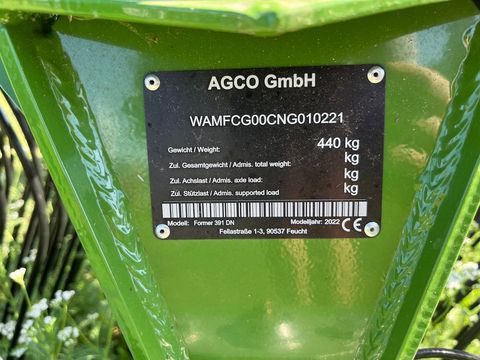 AGCO GmbH
WAMFCG00CNG010221
Gewicht / Weight: 440 kg
Zul. Gesamtgewicht / Admis. total weight: kg
Zul. Achslast / Admis. axle load: kg
Zul. Stützlast / Admis. supported load kg
Modell: Former 391 DN Modelljahr: 2022 CE
Fellastraße 1-3, 90537 Feucht